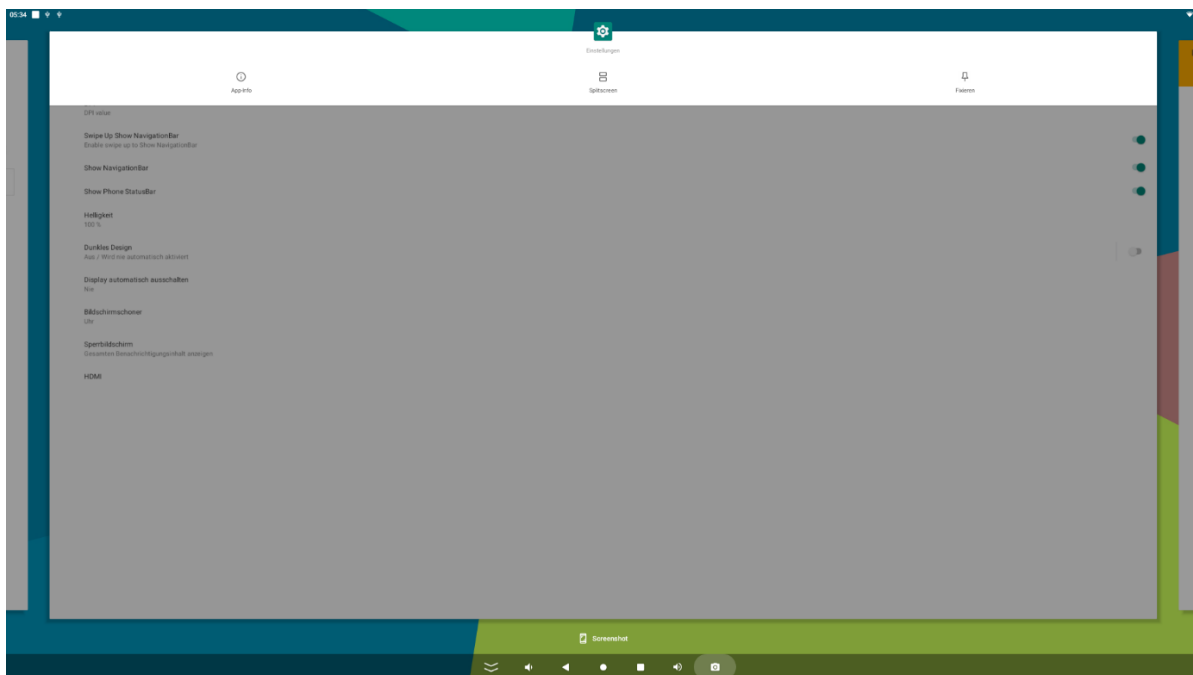 05:34
Einstellungen
App-Info
Splitscreen
Fixieren
DPI value
Swipe Up Show NavigationBar
Enable swipe up to Show NavigationBar
Show NavigationBar
Show Phone StatusBar
Helligkeit
100 %
Dunkles Design
Aus / Wird nie automatisch aktiviert
Display automatisch ausschalten
Nie
Bildschirmschoner
Uhr
Sperrbildschirm
Gesamten Benachrichtigungsinhalt anzeigen
HDMI
Screenshot